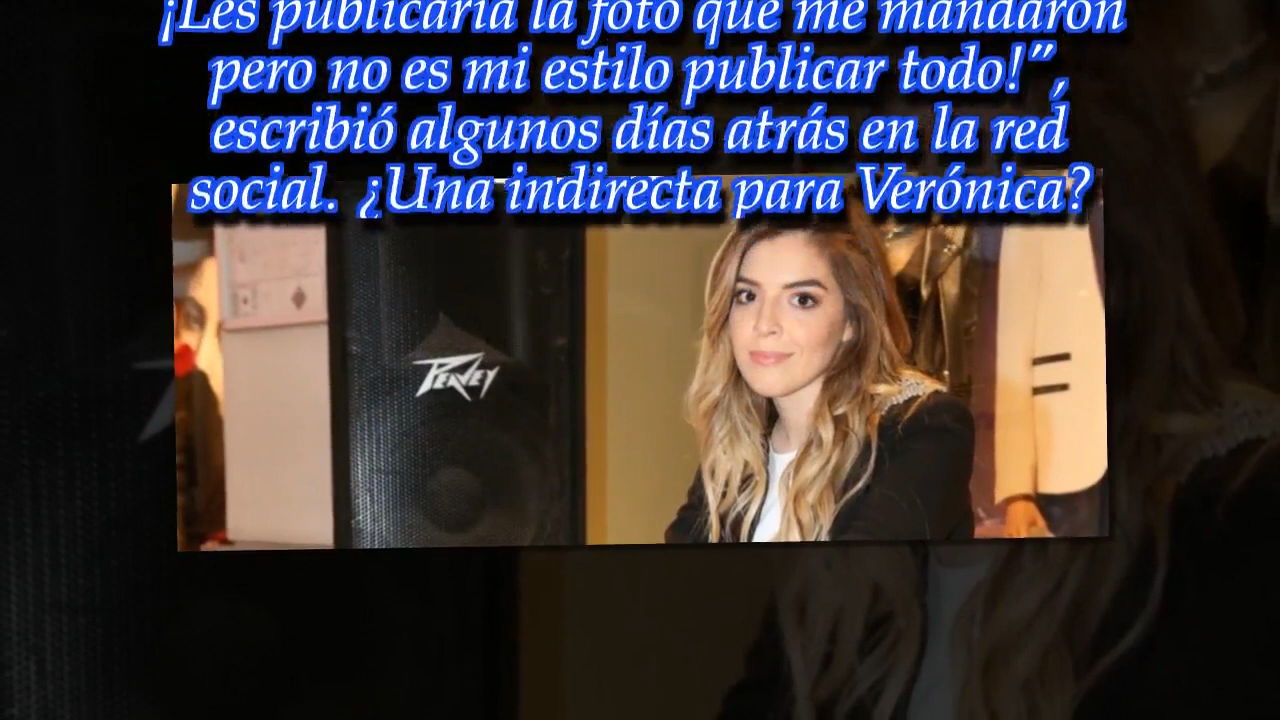 ¡Les publicaría la foto que me mandaron
pero no es mi estilo publicar todo!”,
escribió algunos días atrás en la red
social. ¿Una indirecta para Verónica?
PEAVEY